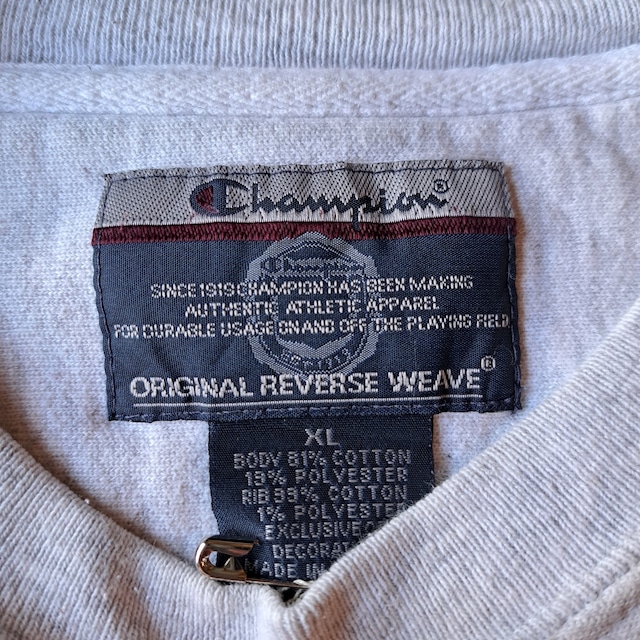 Champion®
Champion
SINCE 1919 CHAMPION HAS BEEN MAKING
AUTHENTIC ATHLETIC APPAREL
FOR DURABLE USAGE ON AND OFF THE PLAYING FIELD
ORIGINAL REVERSE WEAVE®
XL
BODY 81% COTTON
19% POLYESTER
RIB 99% COTTON
1% POLYESTER